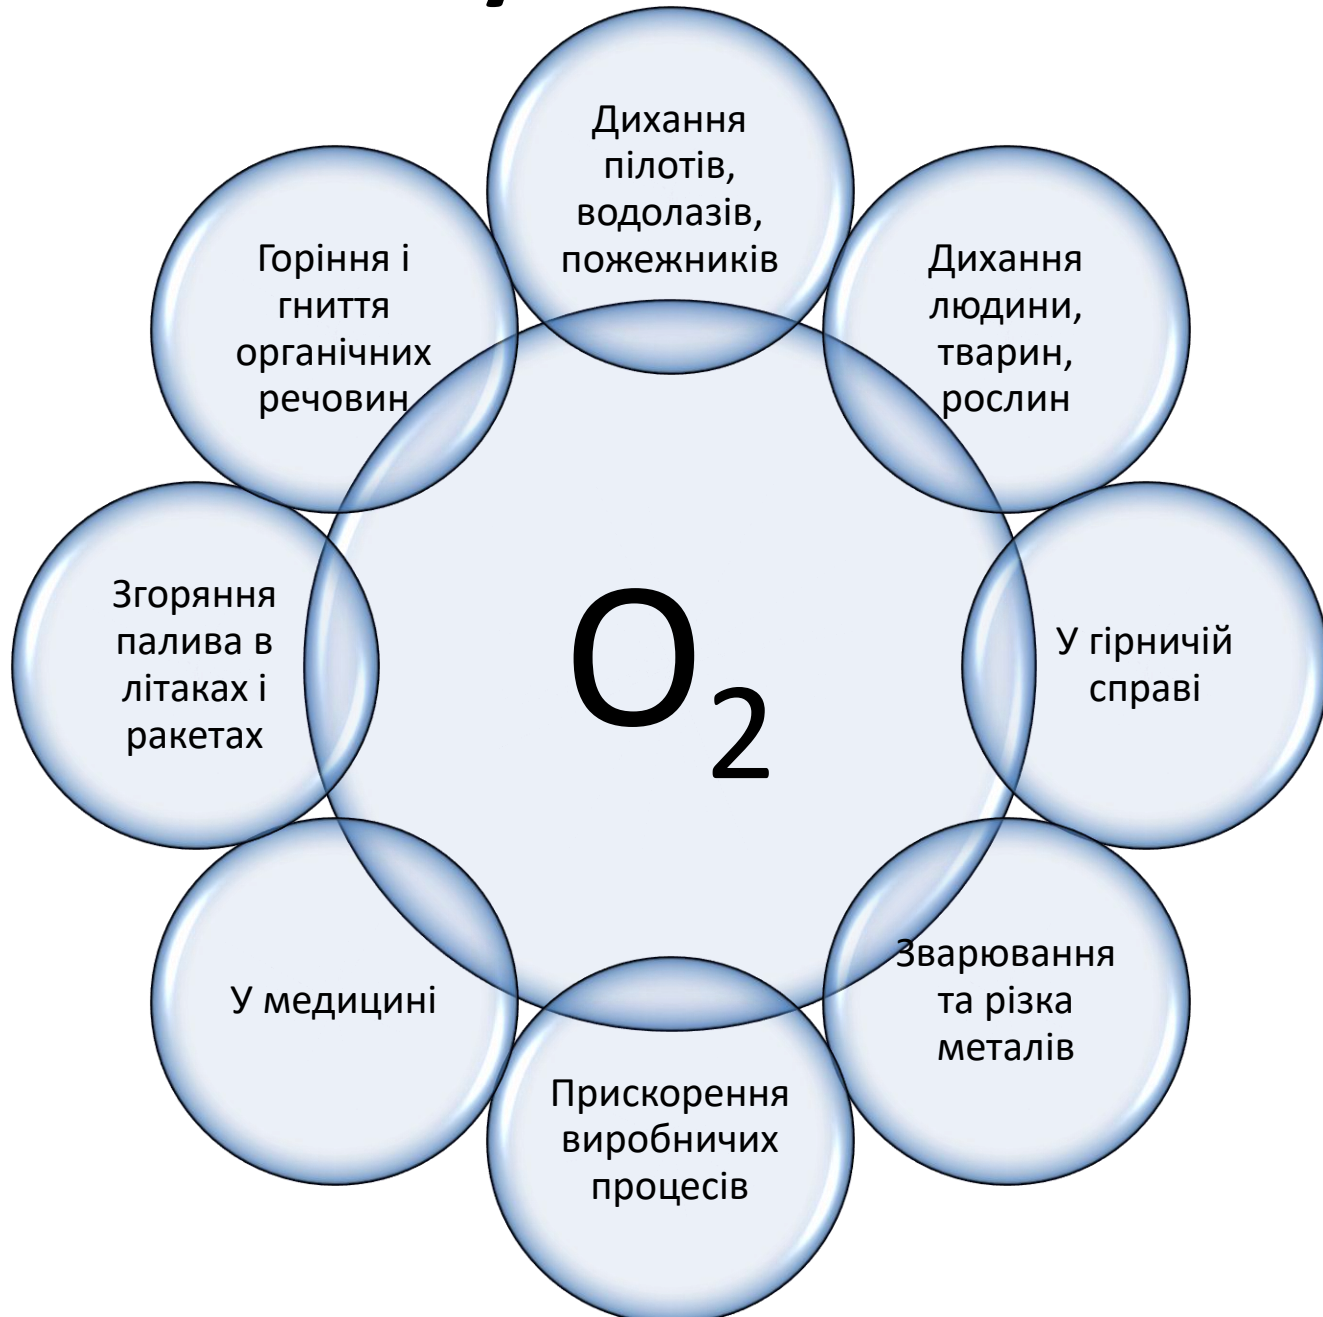 Дихання
пілотів,
водолазів,
пожежників
Дихання
людини,
тварин,
рослин
У гірничій
справі
Зварювання
та різка
металів
Прискорення
виробничих
процесів
У медицині
Згоряння
палива в
літаках і
ракетах
Горіння і
гниття
органічних
речовин
O₂